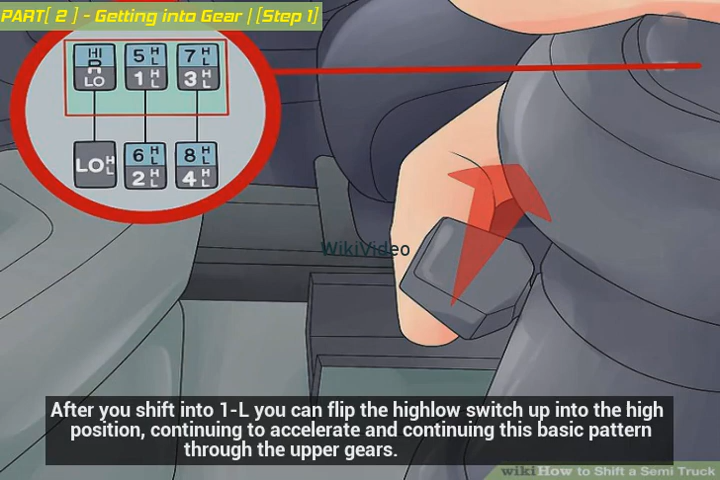 PART[ 2 ] - Getting into Gear | [Step 1]
HI R LO 5 H L 1 H L 7 H L 3 H L
LO H L 6 H L 2 H L 8 H L 4 H L
WikiVideo
After you shift into 1-L you can flip the highlow switch up into the high
position, continuing to accelerate and continuing this basic pattern
through the upper gears.
wikiHow to Shift a Semi Truck